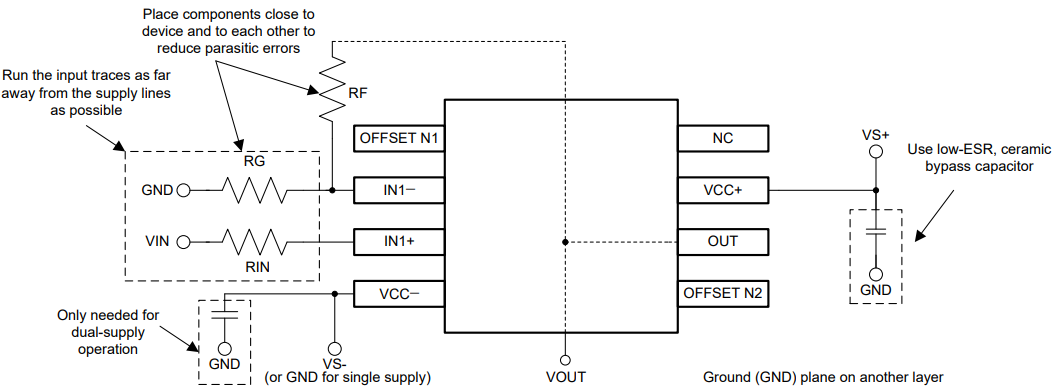 Place components close to
device and to each other to
reduce parasitic errors
Run the input traces as far
away from the supply lines
as possible
RF
OFFSET N1
NC
VS+
Use low-ESR, ceramic
bypass capacitor
RG
GND
IN1−
VCC+
VIN
IN1+
OUT
RIN
GND
VCC−
OFFSET N2
Only needed for
dual-supply
operation
GND
VS-
(or GND for single supply)
VOUT
Ground (GND) plane on another layer